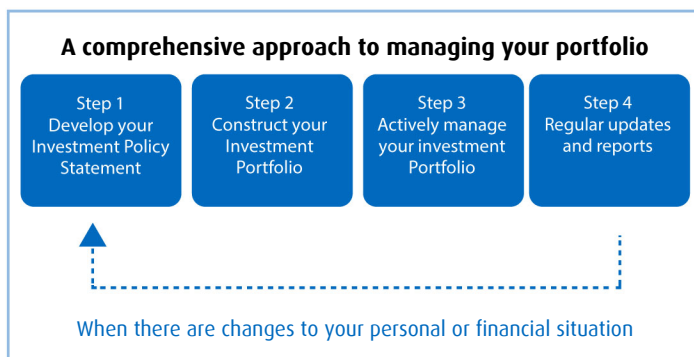 A comprehensive approach to managing your portfolio
Step 1
Develop your
Investment Policy
Statement
Step 2
Construct your
Investment
Portfolio
Step 3
Actively manage
your investment
Portfolio
Step 4
Regular updates
and reports
When there are changes to your personal or financial situation